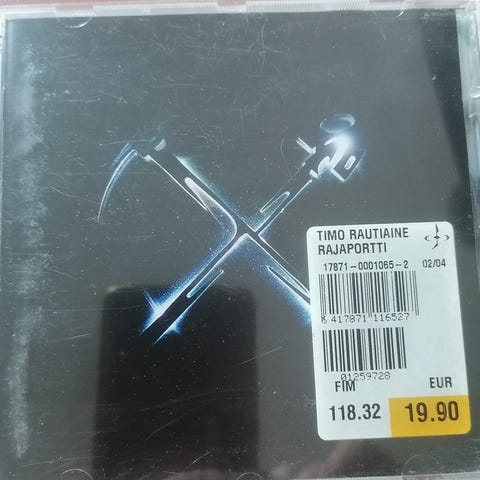 TIMO RAUTIAINE
RAJAPORTTI
17871-0001065-2 02/04
6 417871 116527
01259728
FIM EUR
118.32 19.90